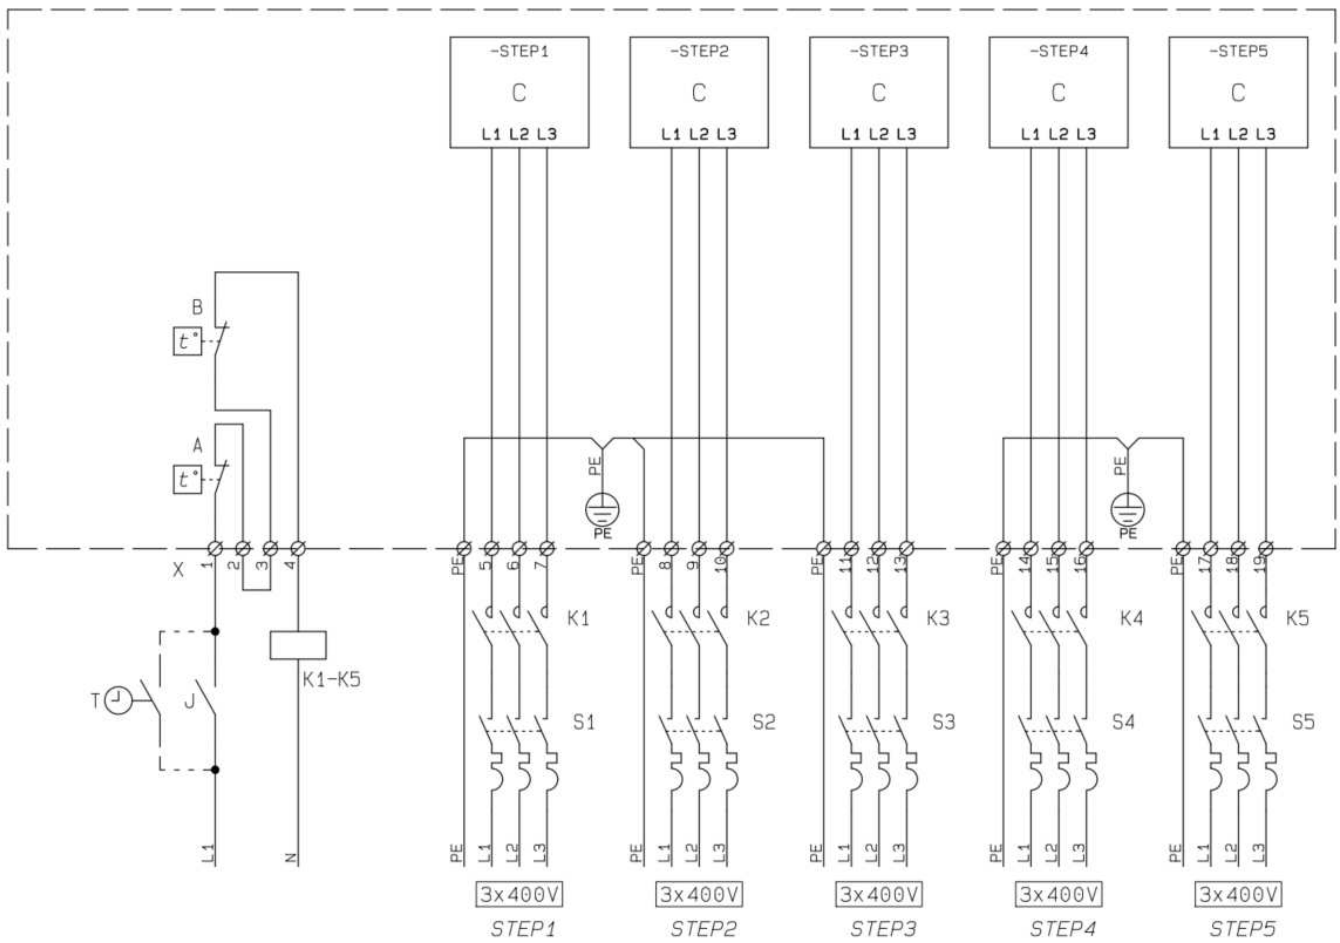 -STEP1 -STEP2 -STEP3 -STEP4 -STEP5
C C C C C
L1 L2 L3 L1 L2 L3 L1 L2 L3 L1 L2 L3 L1 L2 L3
B
t°
A
t°
PE PE
PE PE
X 1 2 3 4 PE 5 6 7 PE 8 9 10 PE 11 12 13 PE 14 15 16 PE 17 18 19
K1 K2 K3 K4 K5
K1-K5
T J
S1 S2 S3 S4 S5
L1 N PE L1 L2 L3 PE L1 L2 L3 PE L1 L2 L3 PE L1 L2 L3 PE L1 L2 L3
3x400V 3x400V 3x400V 3x400V 3x400V
STEP1 STEP2 STEP3 STEP4 STEP5